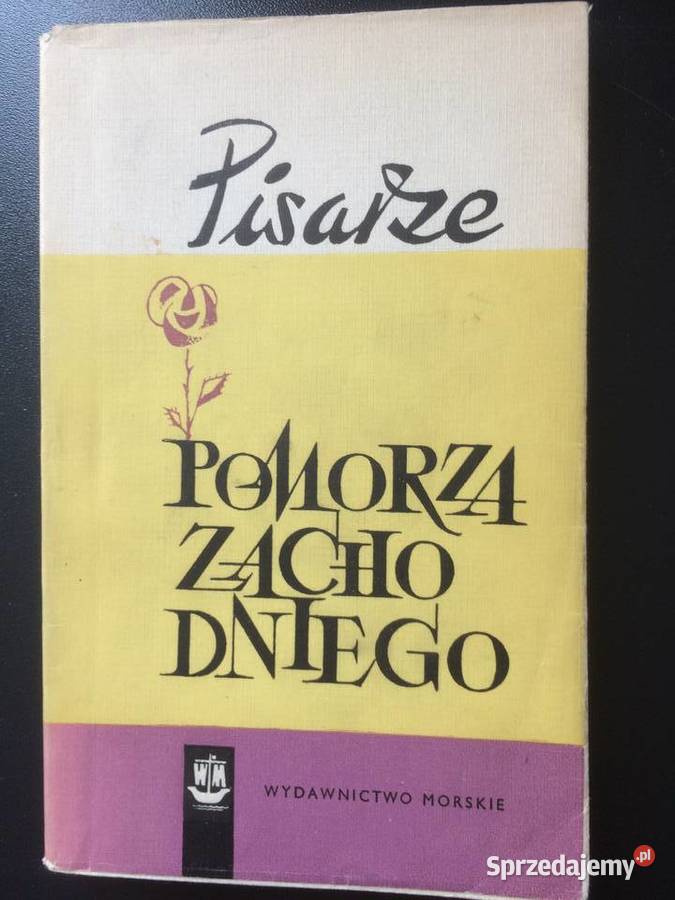 Pisarze
POMORZA
ZACHO
DNIEGO
WM
WYDAWNICTWO MORSKIE
Sprzedajemy.pl